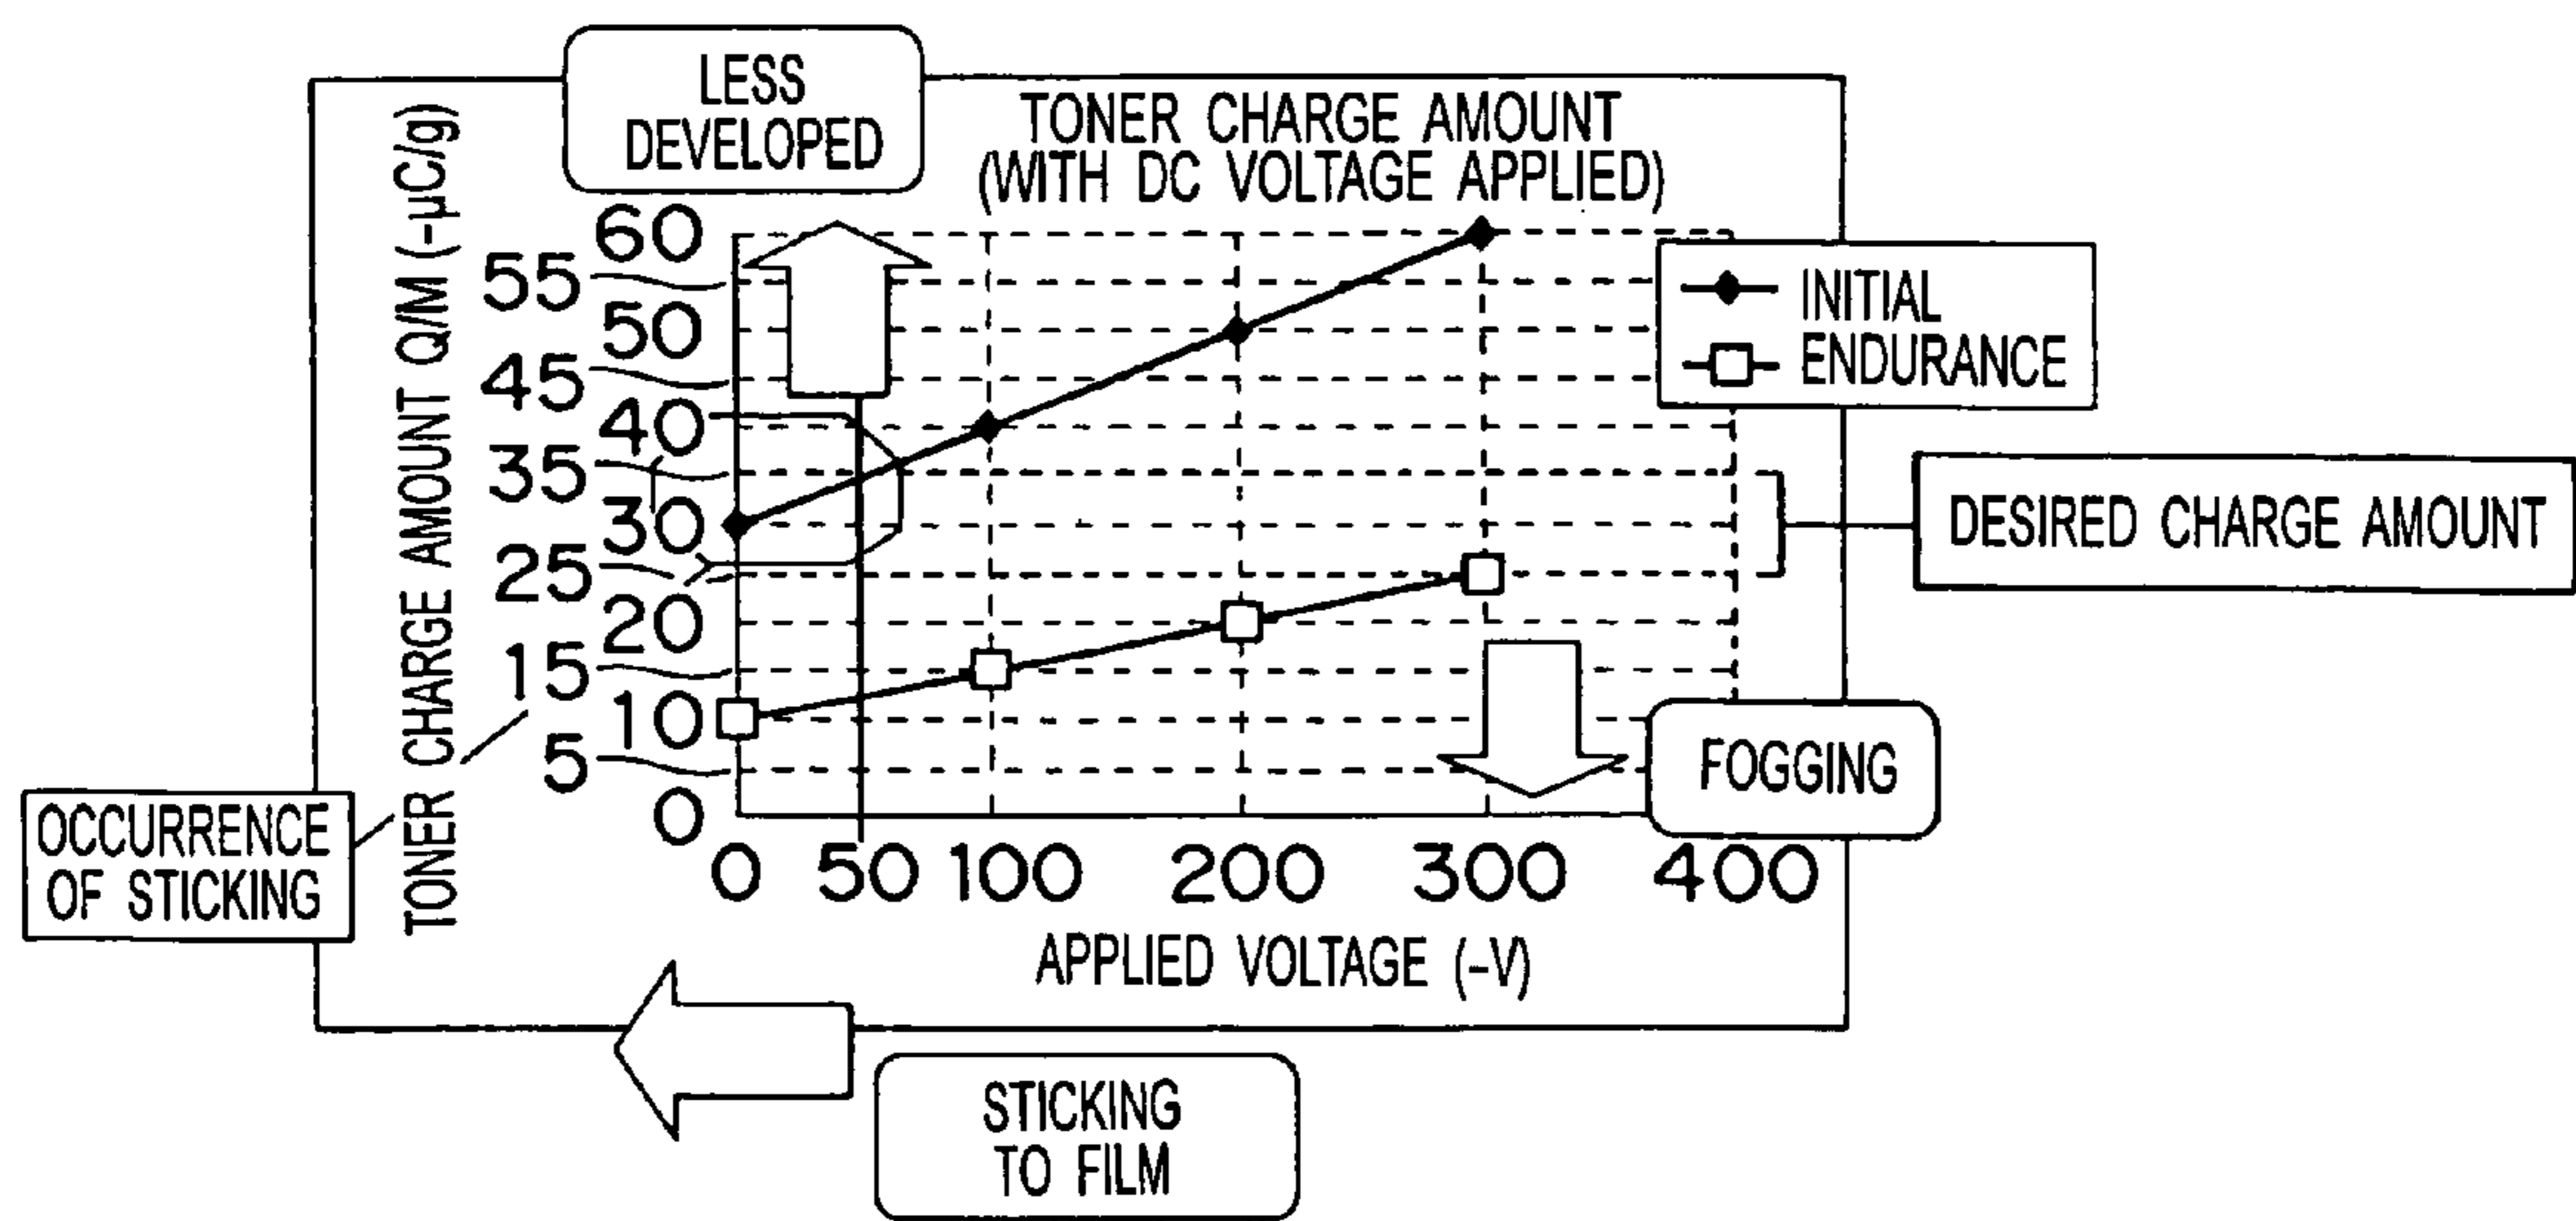 LESS
DEVELOPED
TONER CHARGE AMOUNT
(WITH DC VOLTAGE APPLIED)
TONER CHARGE AMOUNT Q/M (-μC/g)
60
55
50
45
40
35
30
25
20
15
10
5
0
INITIAL
ENDURANCE
DESIRED CHARGE AMOUNT
FOGGING
OCCURRENCE
OF STICKING
0 50 100 200 300 400
APPLIED VOLTAGE (-V)
STICKING
TO FILM